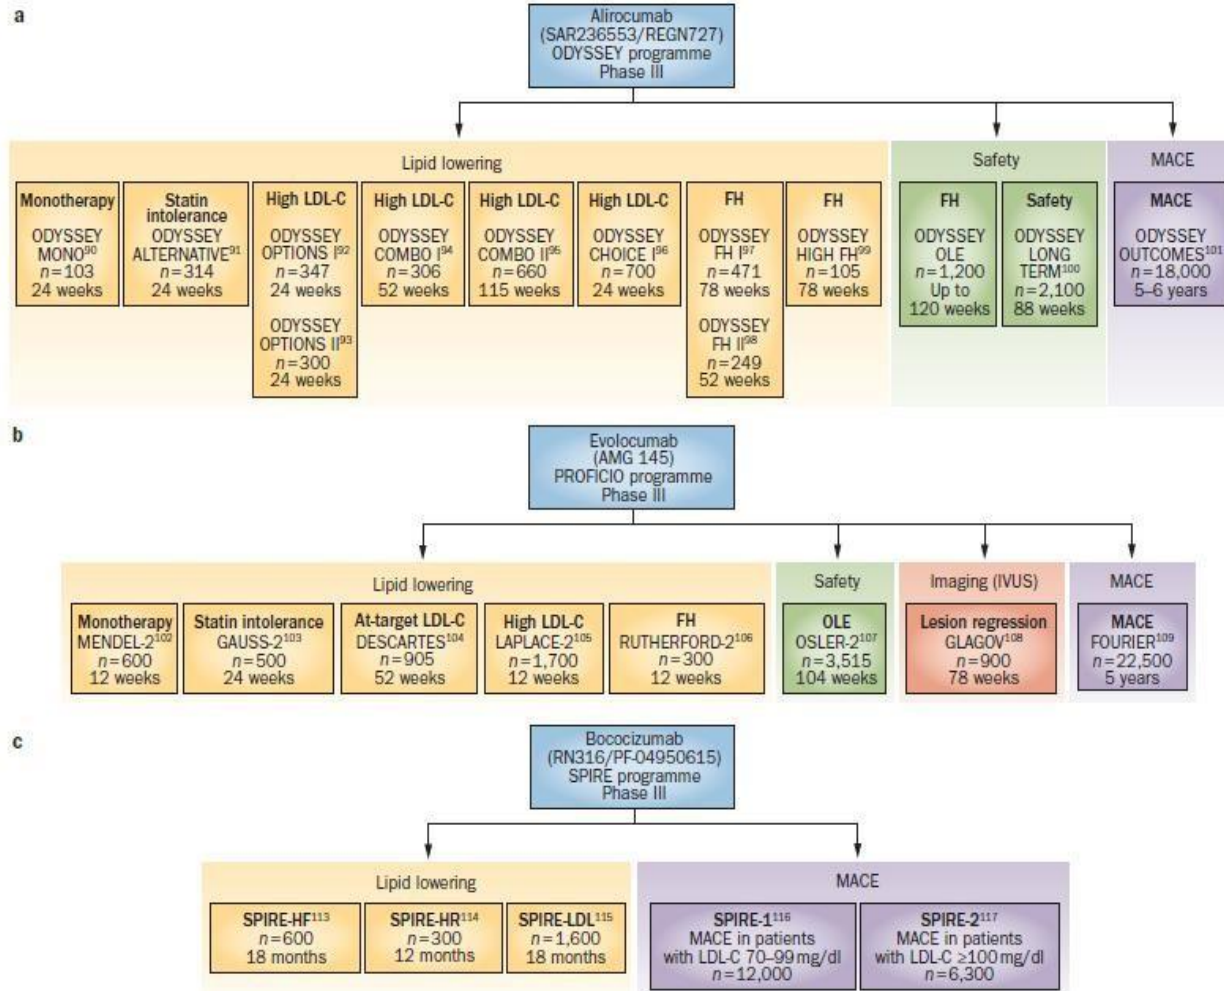 a
Alirocumab
(SAR236553/REGN727)
ODYSSEY programme
Phase III
Lipid lowering
Monotherapy
ODYSSEY
MONO⁹⁰
n=103
24 weeks
Statin
intolerance
ODYSSEY
ALTERNATIVE⁹¹
n=314
24 weeks
High LDL-C
ODYSSEY
OPTIONS I⁹²
n=347
24 weeks
ODYSSEY
OPTIONS II⁹³
n=300
24 weeks
High LDL-C
ODYSSEY
COMBO I⁹⁴
n=306
52 weeks
High LDL-C
ODYSSEY
COMBO II⁹⁵
n=660
115 weeks
High LDL-C
ODYSSEY
CHOICE I⁹⁶
n=700
24 weeks
FH
ODYSSEY
FH I⁹⁷
n=471
78 weeks
ODYSSEY
FH II⁹⁸
n=249
52 weeks
FH
ODYSSEY
HIGH FH⁹⁹
n=105
78 weeks
Safety
FH
ODYSSEY
OLE
n=1,200
Up to
120 weeks
Safety
ODYSSEY
LONG
TERM¹⁰⁰
n=2,100
88 weeks
MACE
MACE
ODYSSEY
OUTCOMES¹⁰¹
n=18,000
5–6 years
b
Evolocumab
(AMG 145)
PROFICIO programme
Phase III
Lipid lowering
Monotherapy
MENDEL-2¹⁰²
n=600
12 weeks
Statin intolerance
GAUSS-2¹⁰³
n=500
24 weeks
At-target LDL-C
DESCARTES¹⁰⁴
n=905
52 weeks
High LDL-C
LAPLACE-2¹⁰⁵
n=1,700
12 weeks
FH
RUTHERFORD-2¹⁰⁶
n=300
12 weeks
Safety
OLE
OSLER-2¹⁰⁷
n=3,515
104 weeks
Imaging (IVUS)
Lesion regression
GLAGOV¹⁰⁸
n=900
78 weeks
MACE
MACE
FOURIER¹⁰⁹
n=22,500
5 years
c
Bococizumab
(RN316/PF-04950615)
SPIRE programme
Phase III
Lipid lowering
SPIRE-HF¹¹³
n=600
18 months
SPIRE-HR¹¹⁴
n=300
12 months
SPIRE-LDL¹¹⁵
n=1,600
18 months
MACE
SPIRE-1¹¹⁶
MACE in patients
with LDL-C 70–99 mg/dl
n=12,000
SPIRE-2¹¹⁷
MACE in patients
with LDL-C ≥100 mg/dl
n=6,300